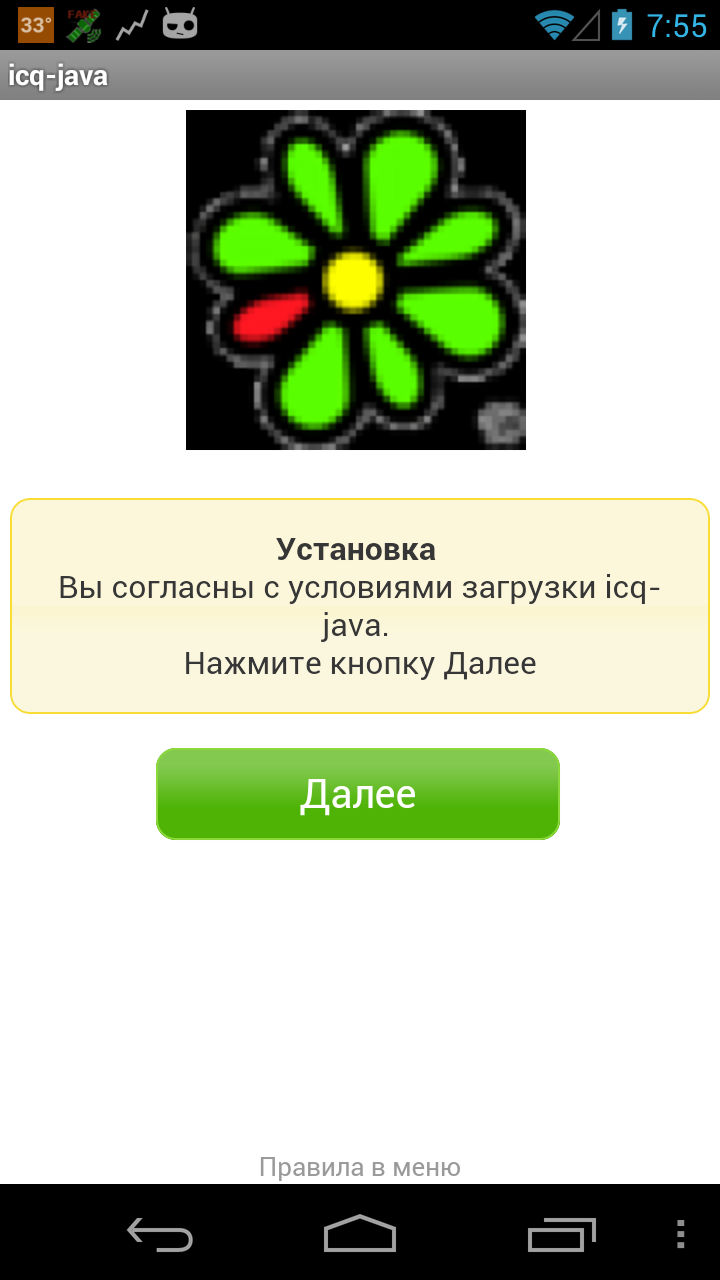 33°
FAKE
7:55
icq-java
Установка
Вы согласны с условиями загрузки icq-
java.
Нажмите кнопку Далее
Далее
Правила в меню